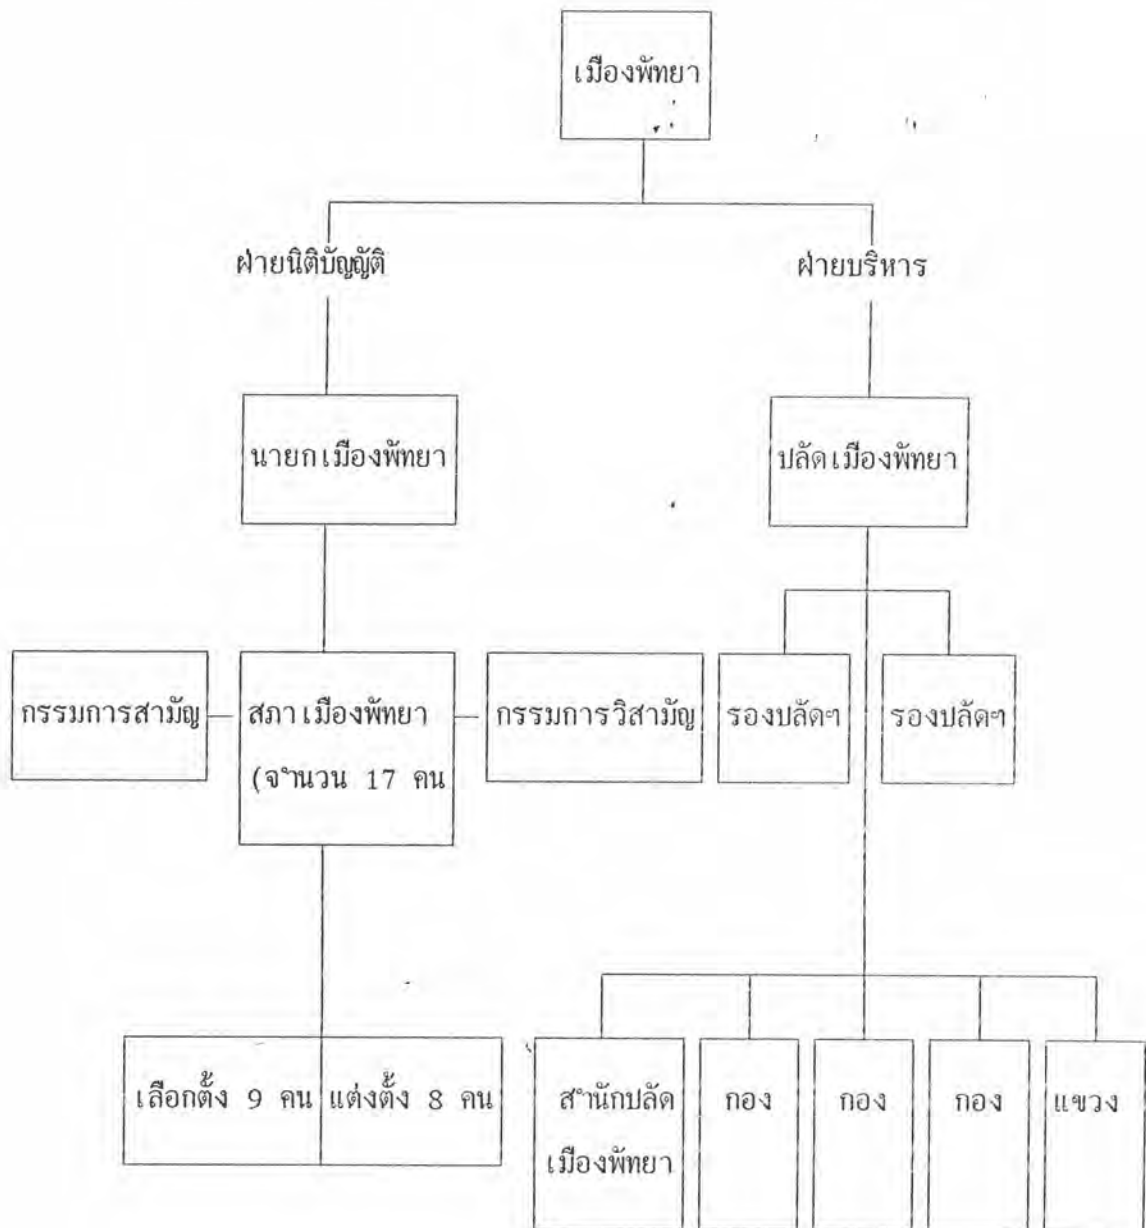 เมืองพัทยา
ฝ่ายนิติบัญญัติ
ฝ่ายบริหาร
นายกเมืองพัทยา
ปลัดเมืองพัทยา
กรรมการสามัญ
สภาเมืองพัทยา
(จำนวน 17 คน
กรรมการวิสามัญ
รองปลัดฯ
รองปลัดฯ
เลือกตั้ง 9 คน
แต่งตั้ง 8 คน
สำนักปลัด
เมืองพัทยา
กอง
กอง
กอง
แขวง